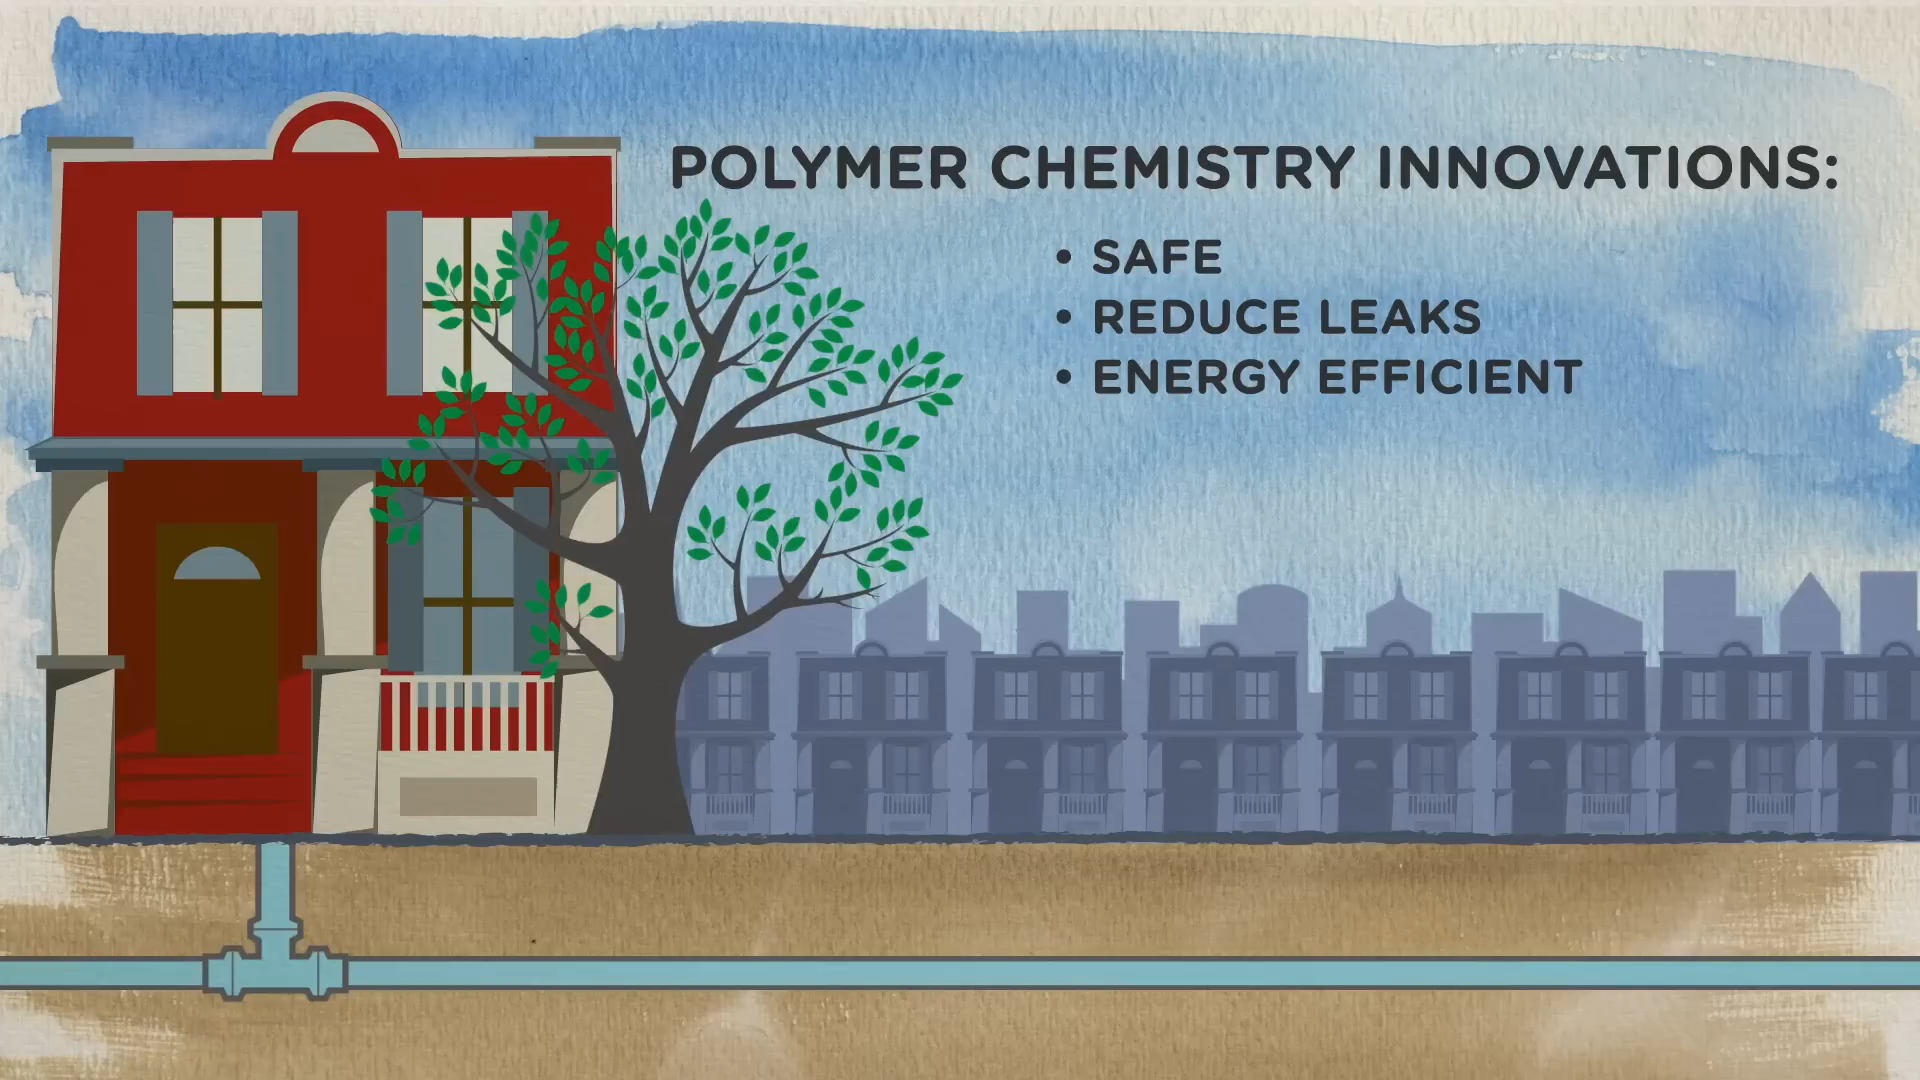 POLYMER CHEMISTRY INNOVATIONS:
• SAFE
• REDUCE LEAKS
• ENERGY EFFICIENT